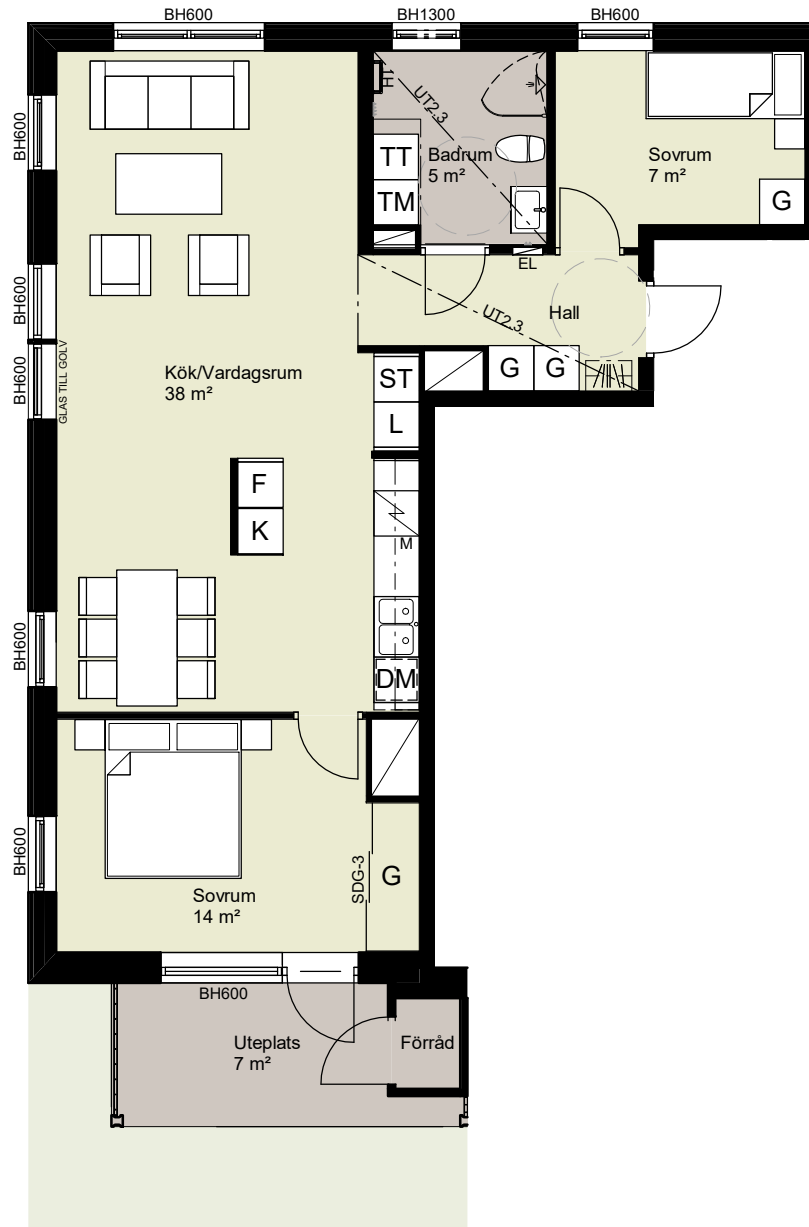 BH600
BH1300
BH600
BH600
HT
UT2.3
TT
Badrum
5 m²
TM
Sovrum
7 m²
G
EL
BH600
UT2.3
Hall
BH600
GLAS TILL GOLV
Kök/Vardagsrum
38 m²
ST
G
G
L
F
K
M
BH600
DM
BH600
SDG-3
G
Sovrum
14 m²
BH600
Uteplats
7 m²
Förråd